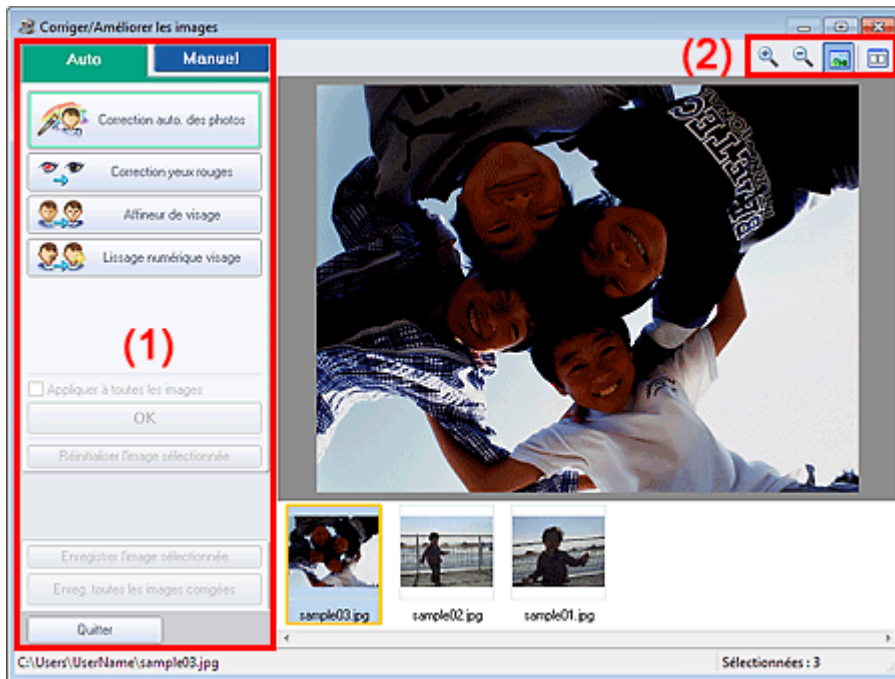 Corriger/Améliorer les images
Auto
Manuel
(2)
Correction auto. des photos
Correction yeux rouges
Affineur de visage
Lissage numérique visage
(1)
Appliquer à toutes les images
OK
Réinitialiser l'image sélectionnée
Enregistrer l'image sélectionnée
Enreg. toutes les images corrigées
Quitter
sample03.jpg
sample02.jpg
sample01.jpg
C:\Users\UserName\sample03.jpg
Sélectionnées : 3